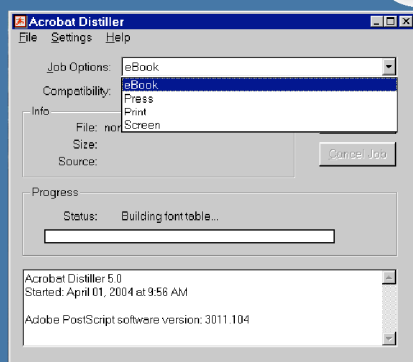 Acrobat Distiller
File Settings Help
Job Options: eBook
Compatibility: eBook
Press
Print
Screen
Info
File:
Size:
Source:
Cancel Job
Progress
Status: Building font table...
Acrobat Distiller 5.0
Started: April 01, 2004 at 9:56 AM
Adobe PostScript software version: 3011.104